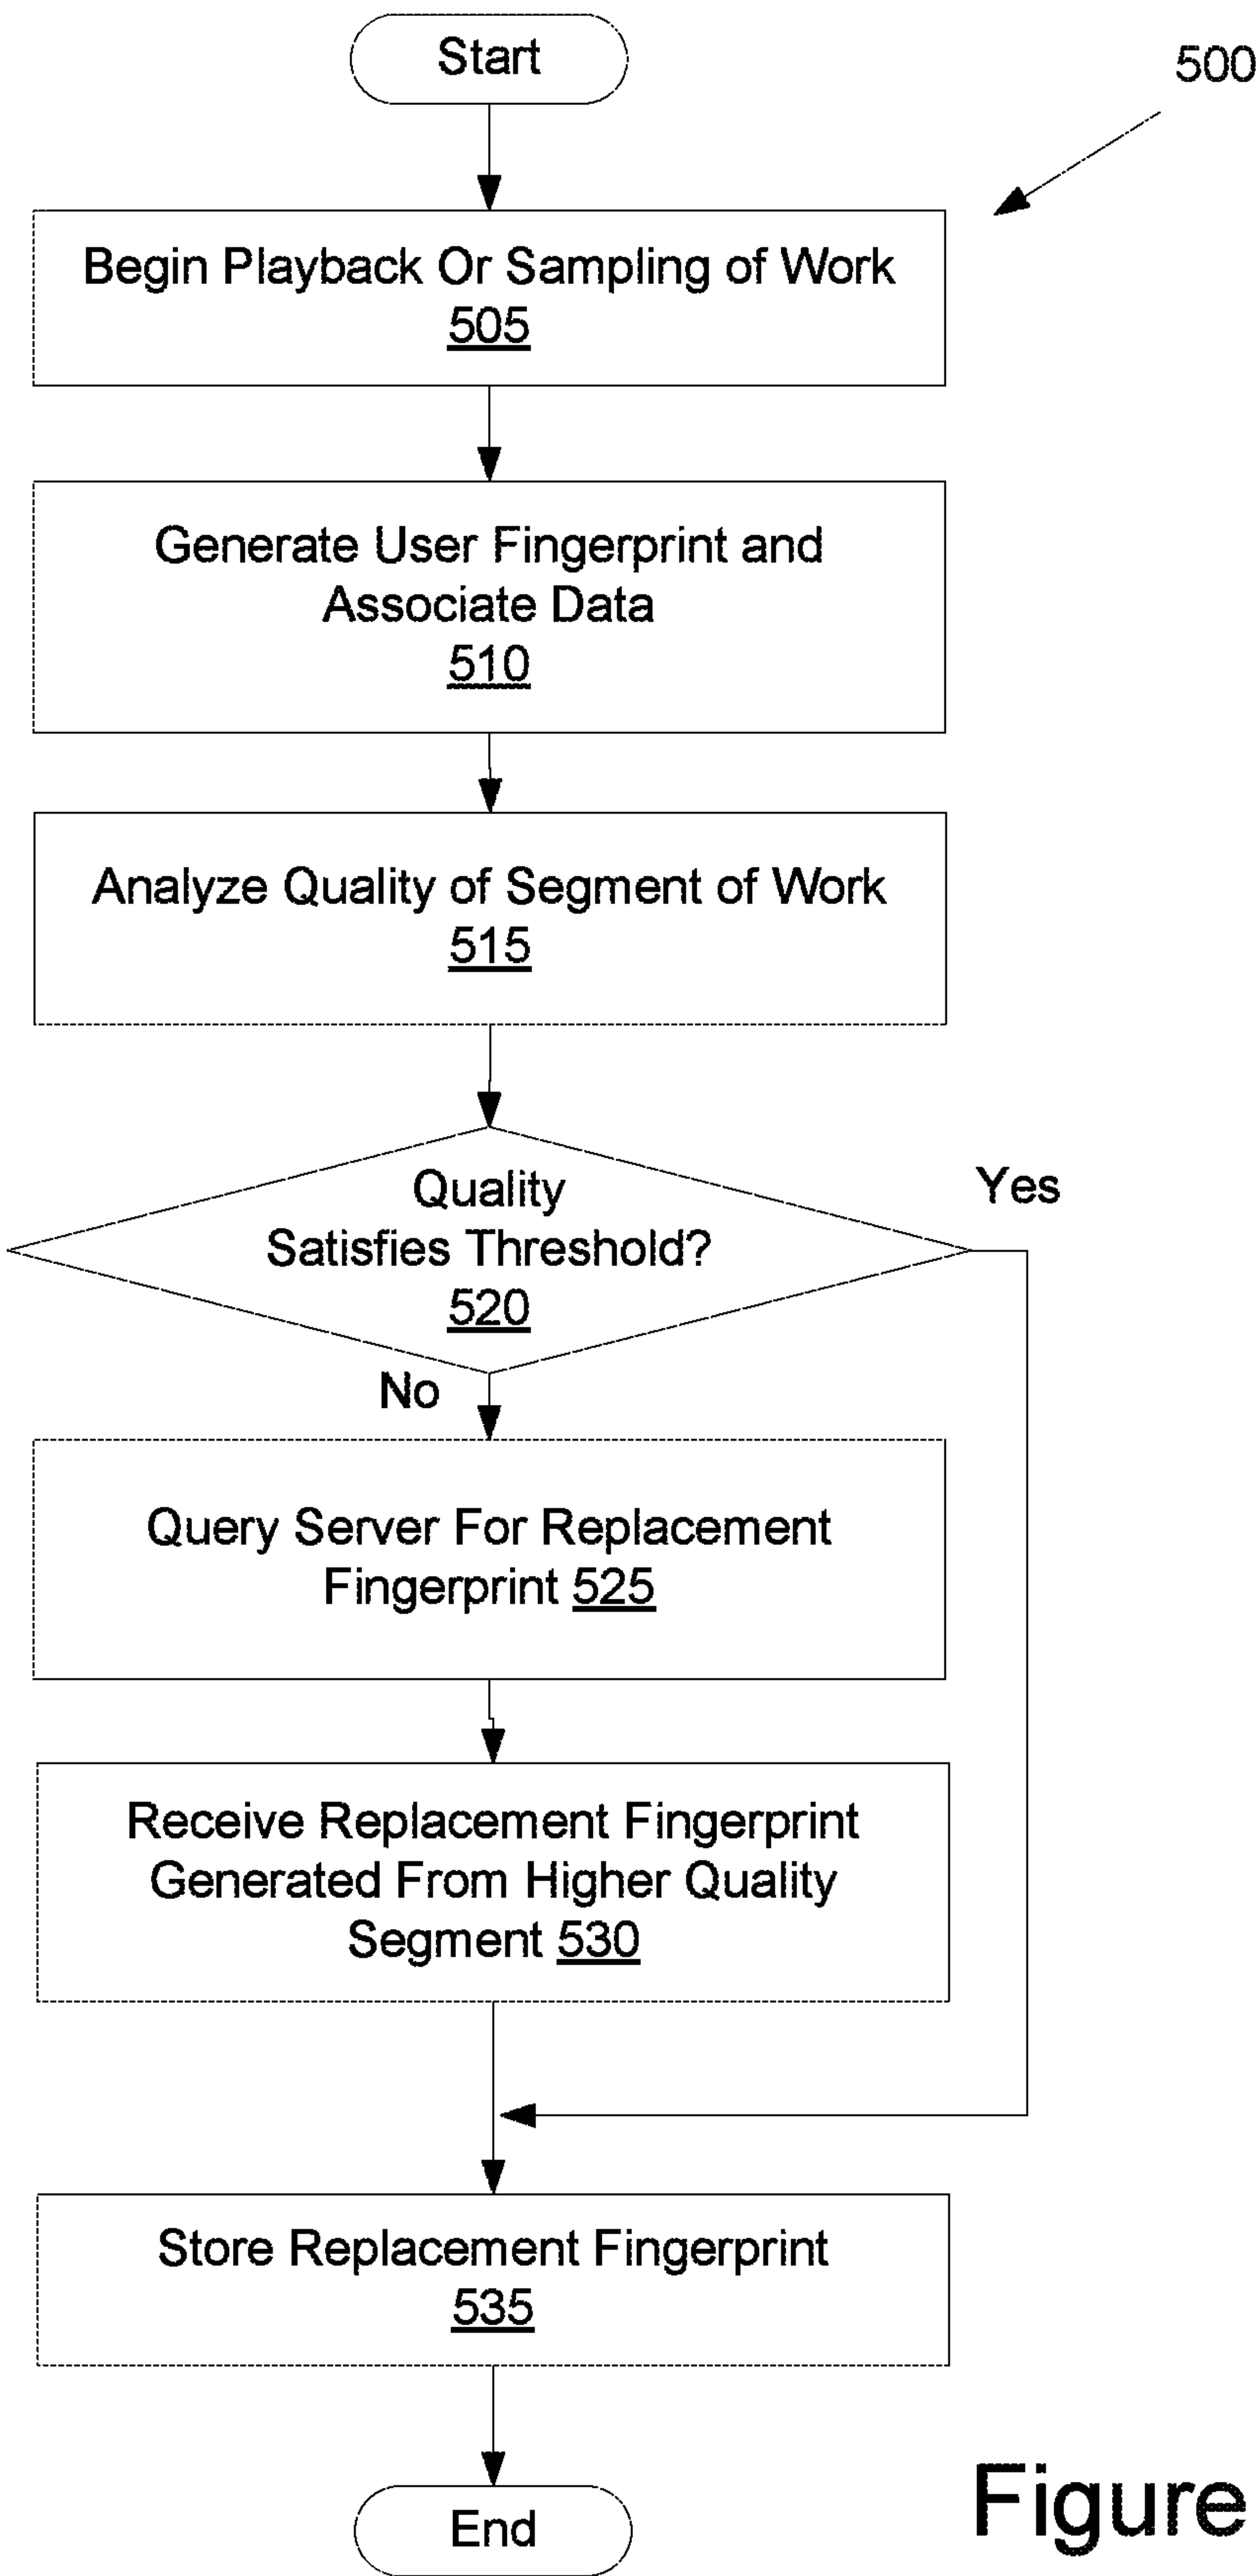 Start
500
Begin Playback Or Sampling of Work
505
Generate User Fingerprint and
Associate Data
510
Analyze Quality of Segment of Work
515
Quality
Satisfies Threshold?
520
Yes
No
Query Server For Replacement
Fingerprint 525
Receive Replacement Fingerprint
Generated From Higher Quality
Segment 530
Store Replacement Fingerprint
535
End
Figure